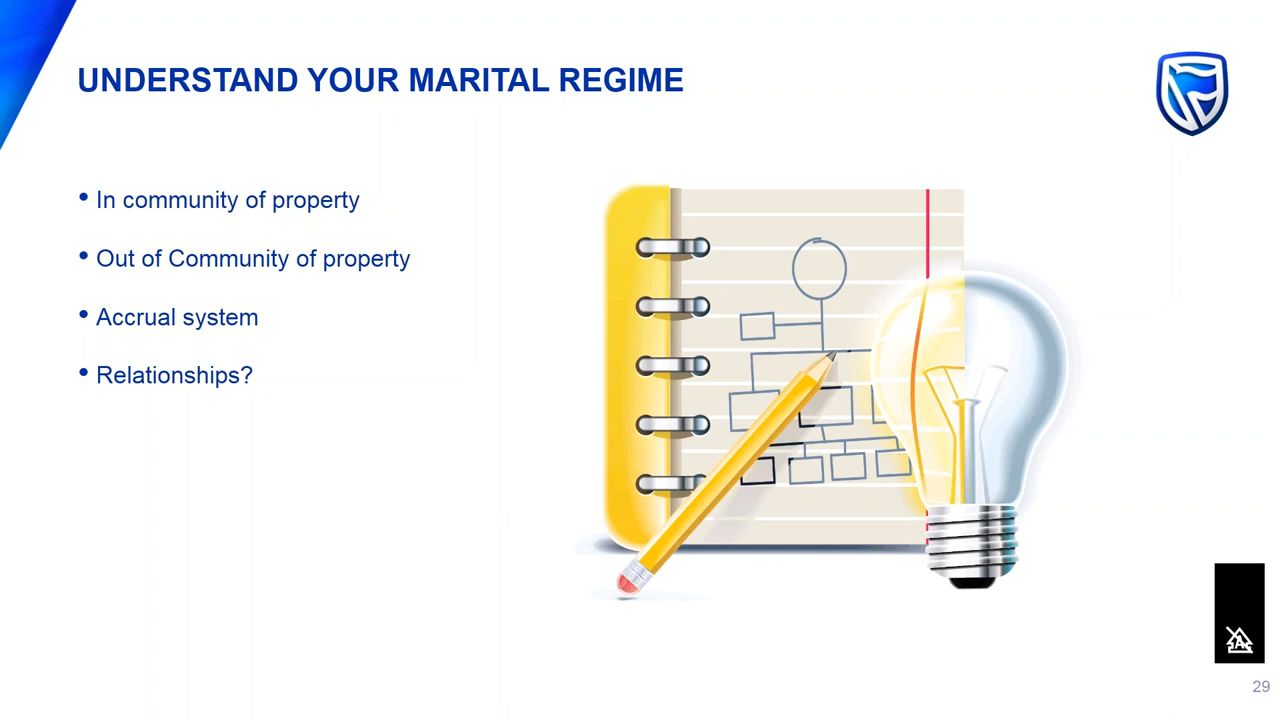 UNDERSTAND YOUR MARITAL REGIME
• In community of property
• Out of Community of property
• Accrual system
• Relationships?
29